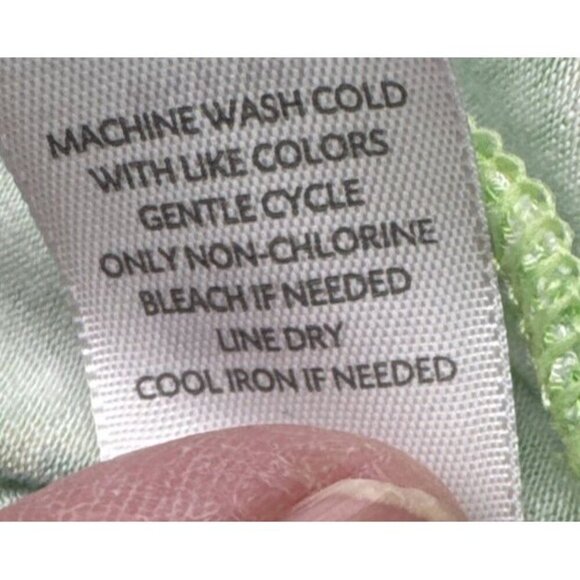 MACHINE WASH COLD
WITH LIKE COLORS
GENTLE CYCLE
ONLY NON-CHLORINE
BLEACH IF NEEDED
LINE DRY
COOL IRON IF NEEDED